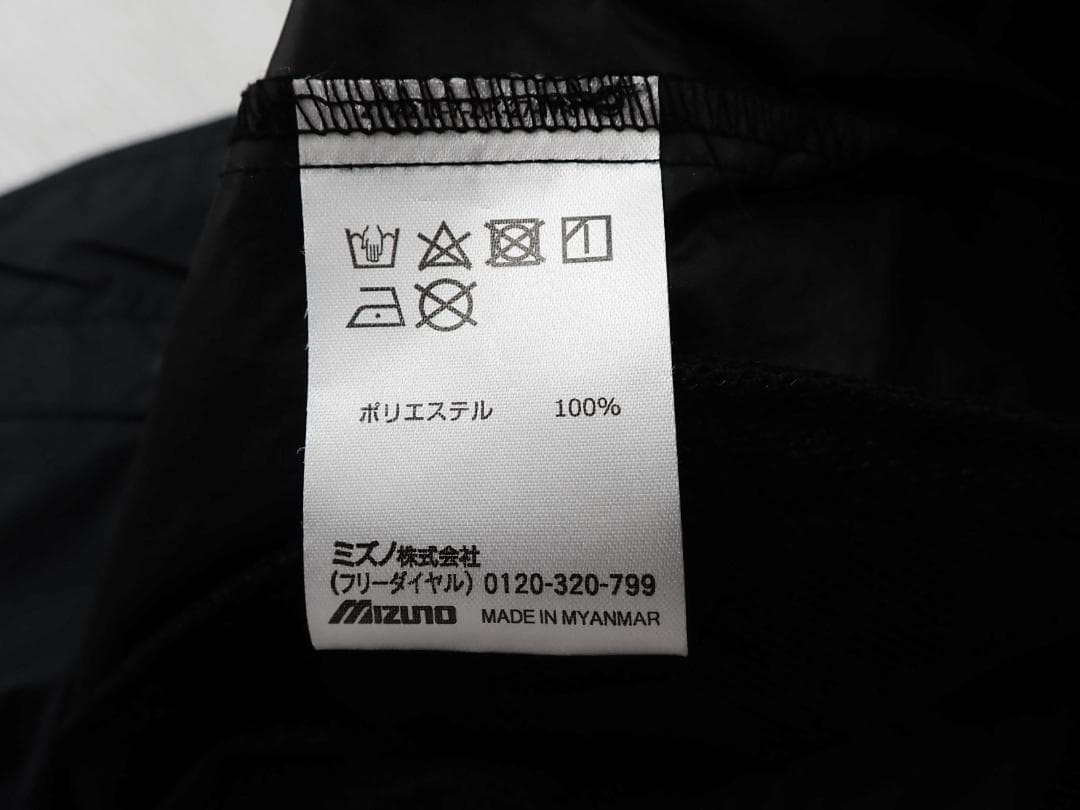 ポリエステル 100%
ミズノ株式会社
(フリーダイヤル) 0120-320-799
MIZUNO MADE IN MYANMAR